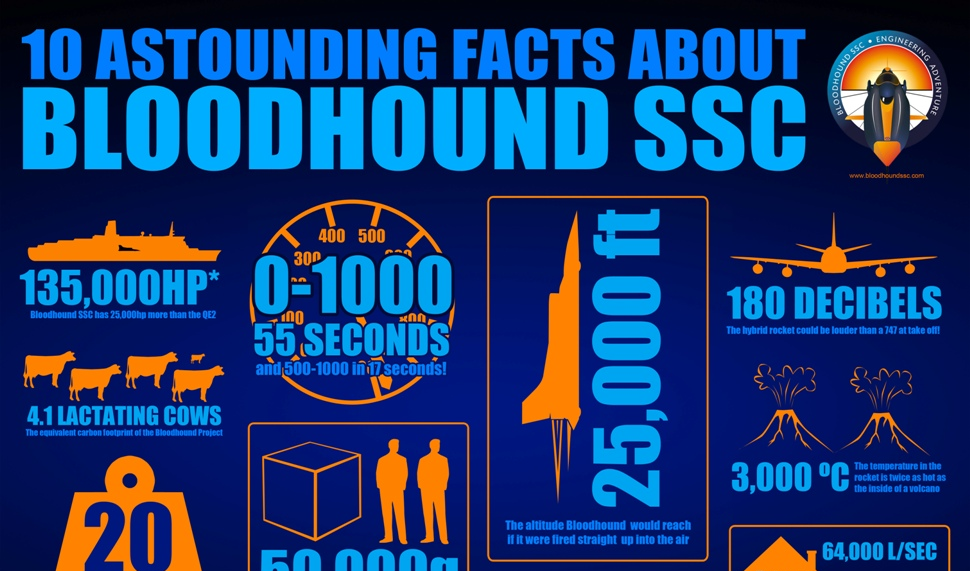 10 ASTOUNDING FACTS ABOUT
BLOODHOUND SSC
BLOODHOUND SSC • ENGINEERING ADVENTURE
www.bloodhoundssc.com
135,000HP*
Bloodhound SSC has 25,000hp more than the QE2
4.1 LACTATING COWS
The equivalent carbon footprint of the Bloodhound Project
20
300
400 500
0-1000
55 SECONDS
and 500-1000 in 17 seconds!
50,000g
25,000 ft
The altitude Bloodhound would reach
if it were fired straight up into the air
180 DECIBELS
The hybrid rocket could be louder than a 747 at take off!
3,000 ºC
The temperature in the
rocket is twice as hot as
the inside of a volcano
64,000 L/SEC